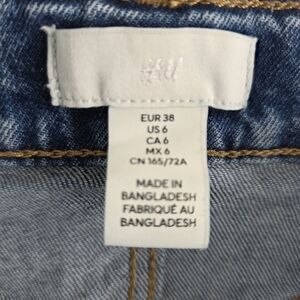 EUR 38
US 6
CA 6
MX 6
CN 165/72A
MADE IN
BANGLADESH
FABRIQUÉ AU
BANGLADESH